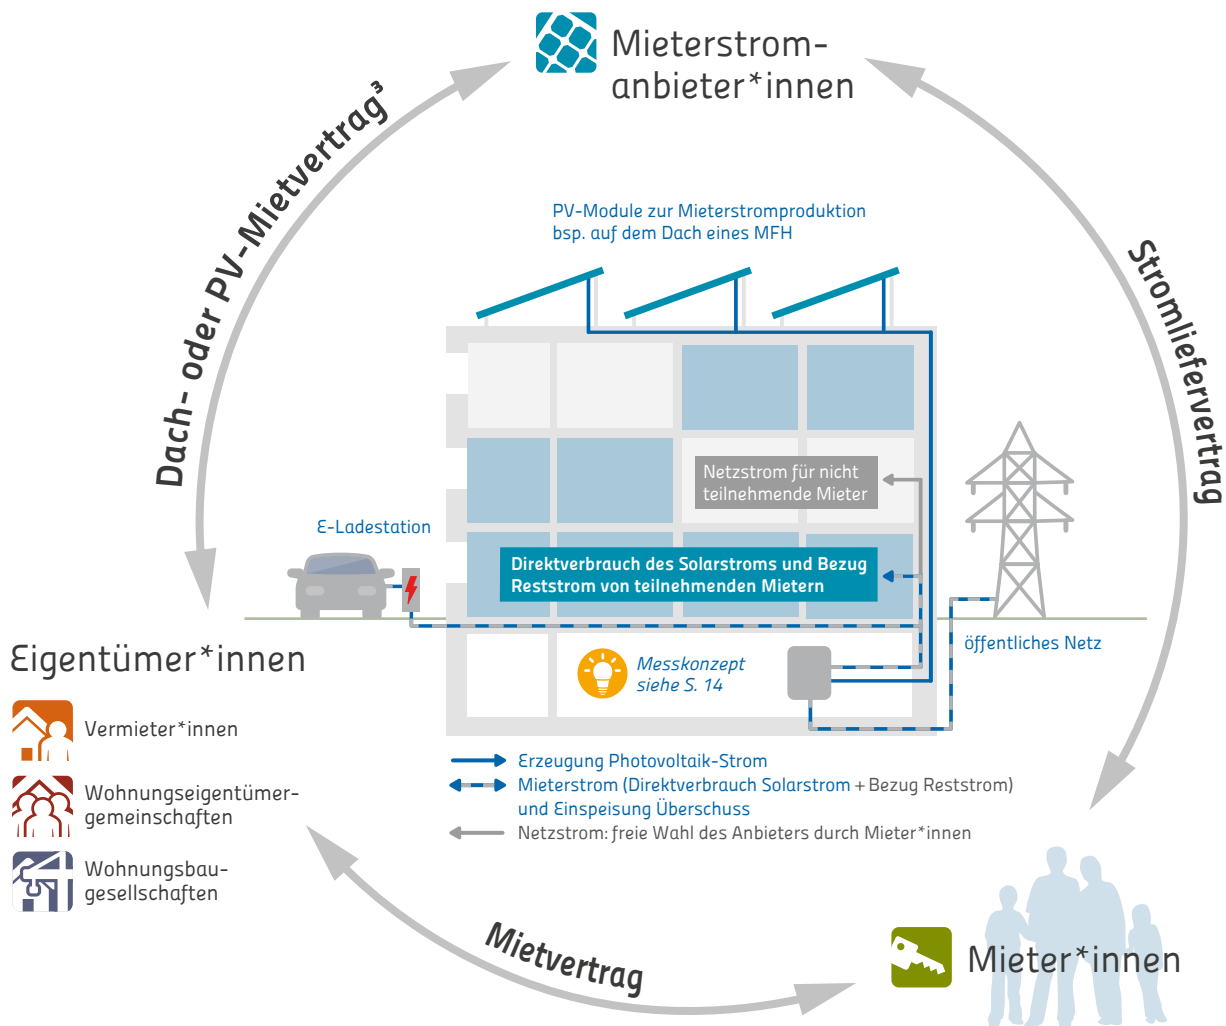 Mieterstrom-
anbieter*innen
Dach- oder PV-Mietvertrag³
Stromliefervertrag
PV-Module zur Mieterstromproduktion
bsp. auf dem Dach eines MFH
Netzstrom für nicht
teilnehmende Mieter
E-Ladestation
Direktverbrauch des Solarstroms und Bezug
Reststrom von teilnehmenden Mietern
öffentliches Netz
Messkonzept
siehe S. 14
Eigentümer*innen
Vermieter*innen
Wohnungseigentümer-
gemeinschaften
Wohnungsbau-
gesellschaften
Erzeugung Photovoltaik-Strom
Mieterstrom (Direktverbrauch Solarstrom + Bezug Reststrom)
und Einspeisung Überschuss
Netzstrom: freie Wahl des Anbieters durch Mieter*innen
Mietvertrag
Mieter*innen